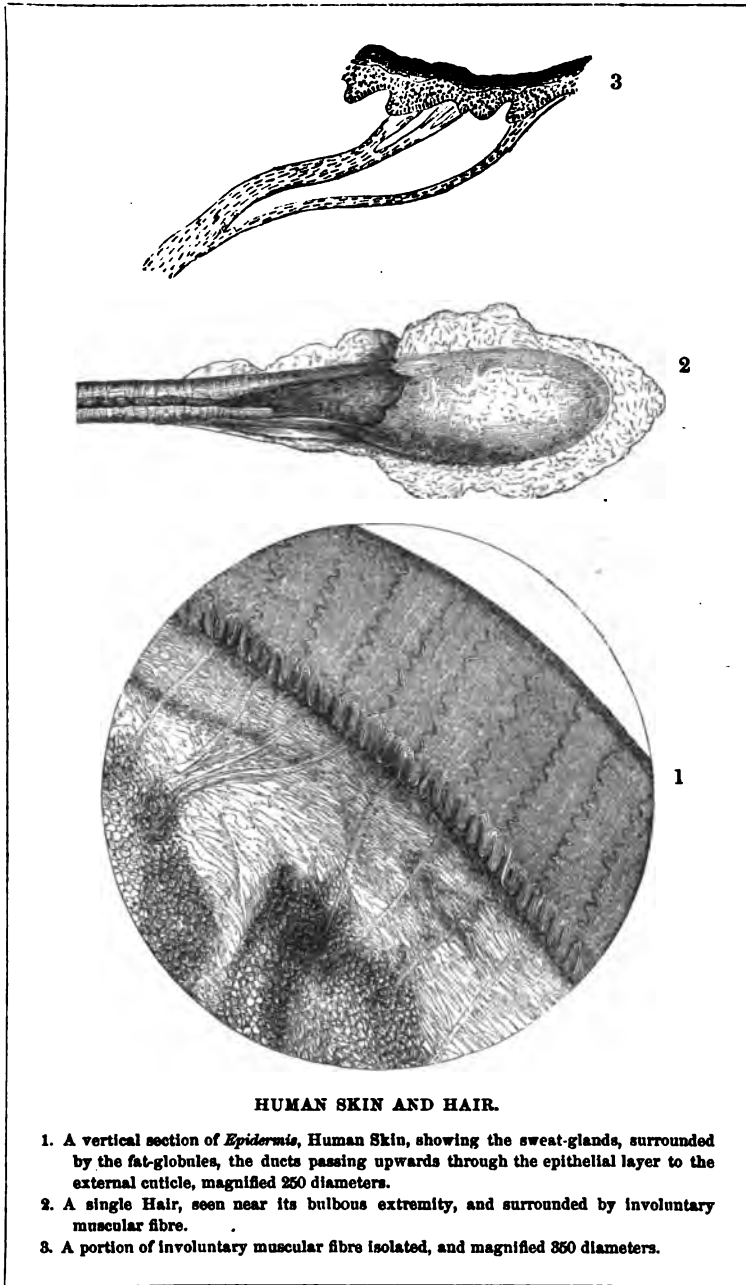 3
2
1
HUMAN SKIN AND HAIR.
1. A vertical section of Epidermis, Human Skin, showing the sweat-glands, surrounded
by the fat-globules, the ducts passing upwards through the epithelial layer to the
external cuticle, magnified 250 diameters.
2. A single Hair, seen near its bulbous extremity, and surrounded by involuntary
muscular fibre.
3. A portion of involuntary muscular fibre isolated, and magnified 350 diameters.